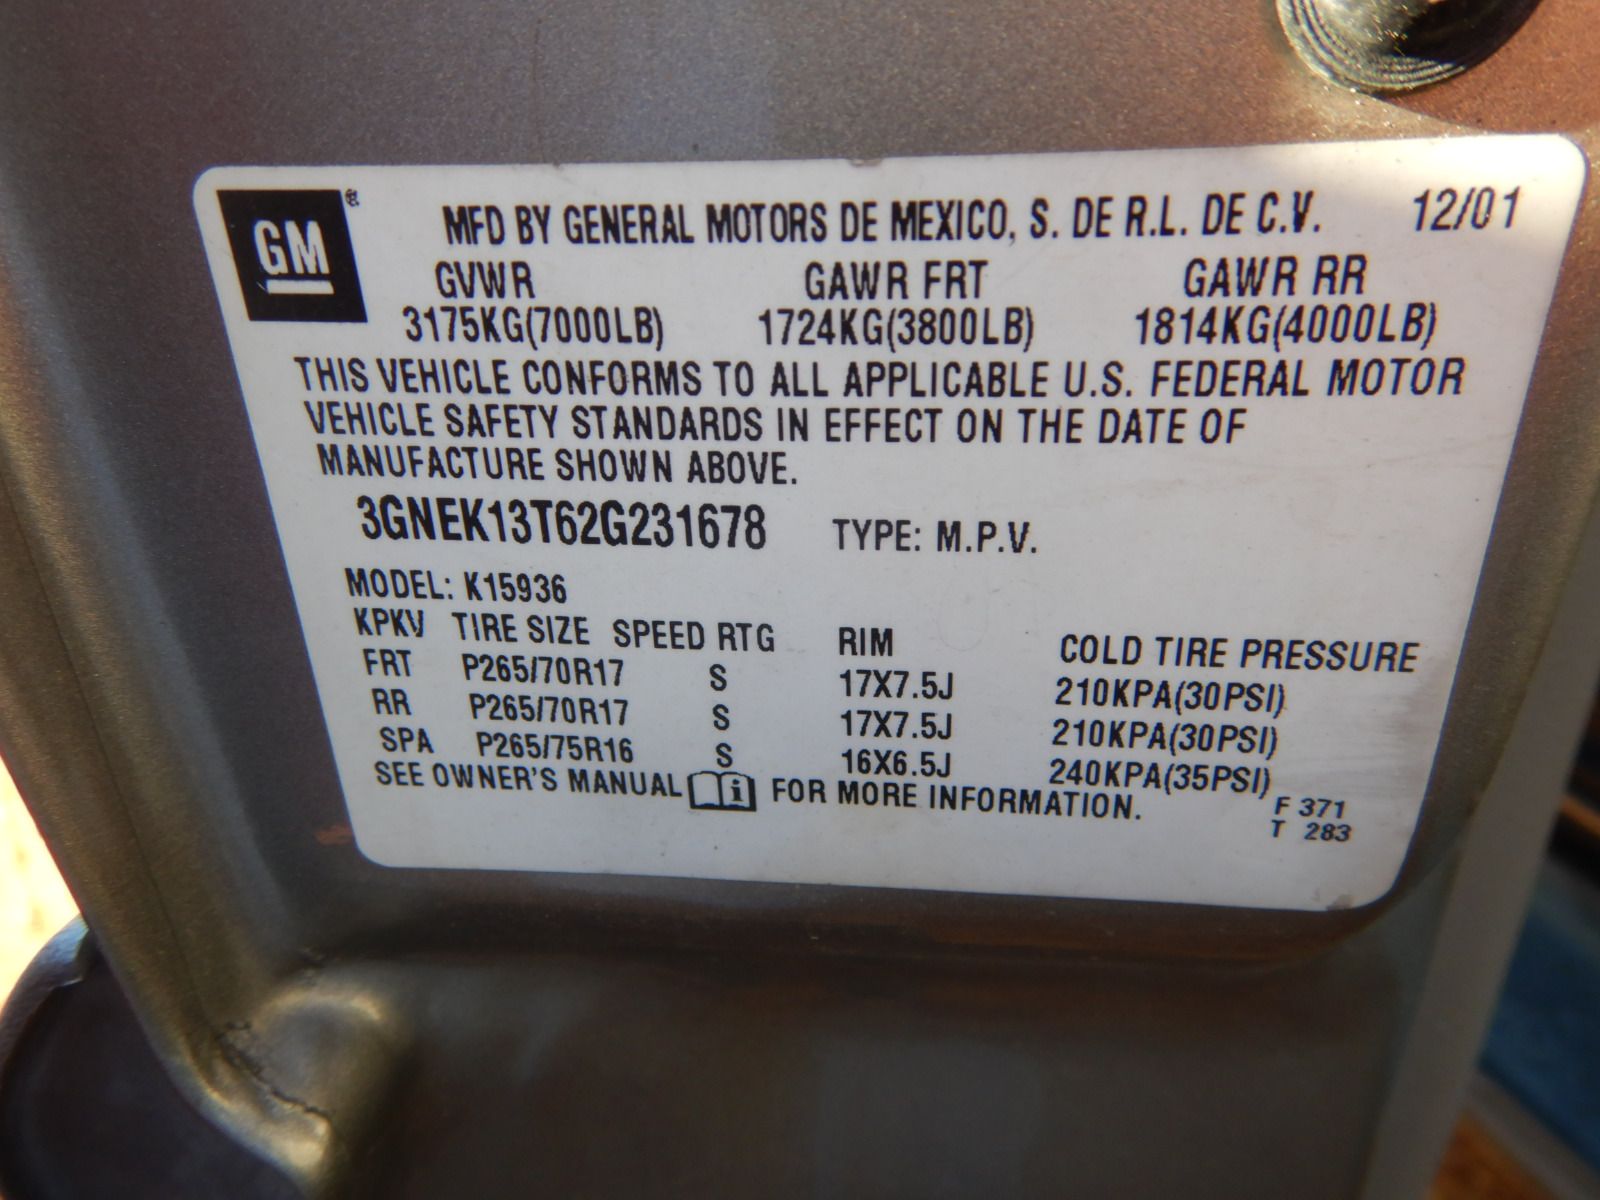 GM ®
MFD BY GENERAL MOTORS DE MEXICO, S. DE R.L. DE C.V. 12/01
GVWR GAWR FRT GAWR RR
3175KG(7000LB) 1724KG(3800LB) 1814KG(4000LB)
THIS VEHICLE CONFORMS TO ALL APPLICABLE U.S. FEDERAL MOTOR
VEHICLE SAFETY STANDARDS IN EFFECT ON THE DATE OF
MANUFACTURE SHOWN ABOVE.
3GNEK13T62G231678 TYPE: M.P.V.
MODEL: K15936
KPKV TIRE SIZE SPEED RTG RIM COLD TIRE PRESSURE
FRT P265/70R17 S 17X7.5J 210KPA(30PSI)
RR P265/70R17 S 17X7.5J 210KPA(30PSI)
SPA P265/75R16 S 16X6.5J 240KPA(35PSI)
SEE OWNER'S MANUAL i FOR MORE INFORMATION.
F 371
T 283